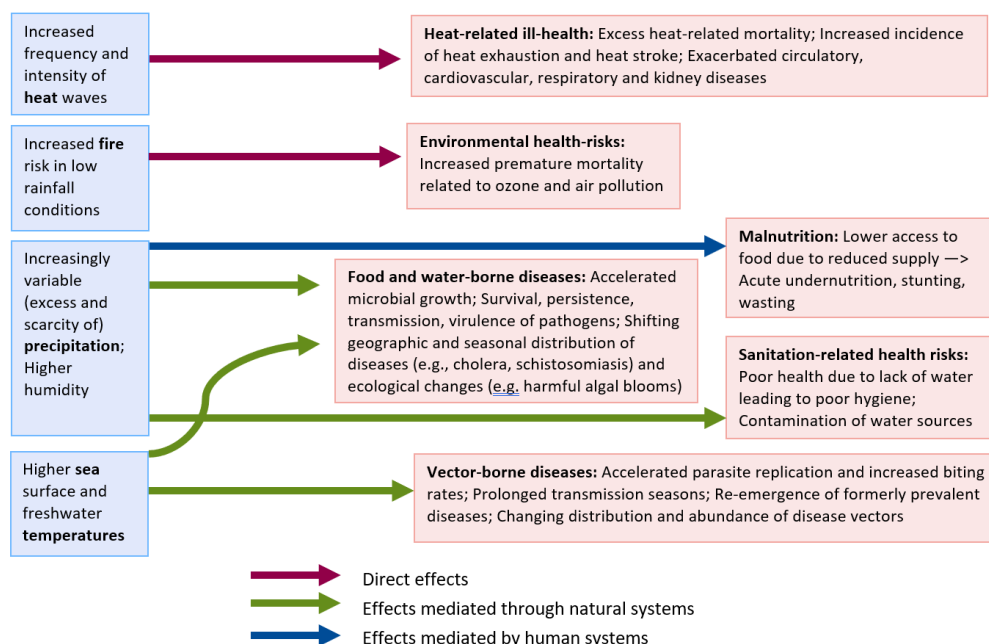 Increased
frequency and
intensity of
heat waves
Heat-related ill-health: Excess heat-related mortality; Increased incidence
of heat exhaustion and heat stroke; Exacerbated circulatory,
cardiovascular, respiratory and kidney diseases
Increased fire
risk in low
rainfall
conditions
Environmental health-risks:
Increased premature mortality
related to ozone and air pollution
Increasingly
variable
(excess and
scarcity of)
precipitation;
Higher
humidity
Malnutrition: Lower access to
food due to reduced supply —>
Acute undernutrition, stunting,
wasting
Food and water-borne diseases: Accelerated
microbial growth; Survival, persistence,
transmission, virulence of pathogens; Shifting
geographic and seasonal distribution of
diseases (e.g., cholera, schistosomiasis) and
ecological changes (e.g. harmful algal blooms)
Sanitation-related health risks:
Poor health due to lack of water
leading to poor hygiene;
Contamination of water sources
Higher sea
surface and
freshwater
temperatures
Vector-borne diseases: Accelerated parasite replication and increased biting
rates; Prolonged transmission seasons; Re-emergence of formerly prevalent
diseases; Changing distribution and abundance of disease vectors
Direct effects
Effects mediated through natural systems
Effects mediated by human systems